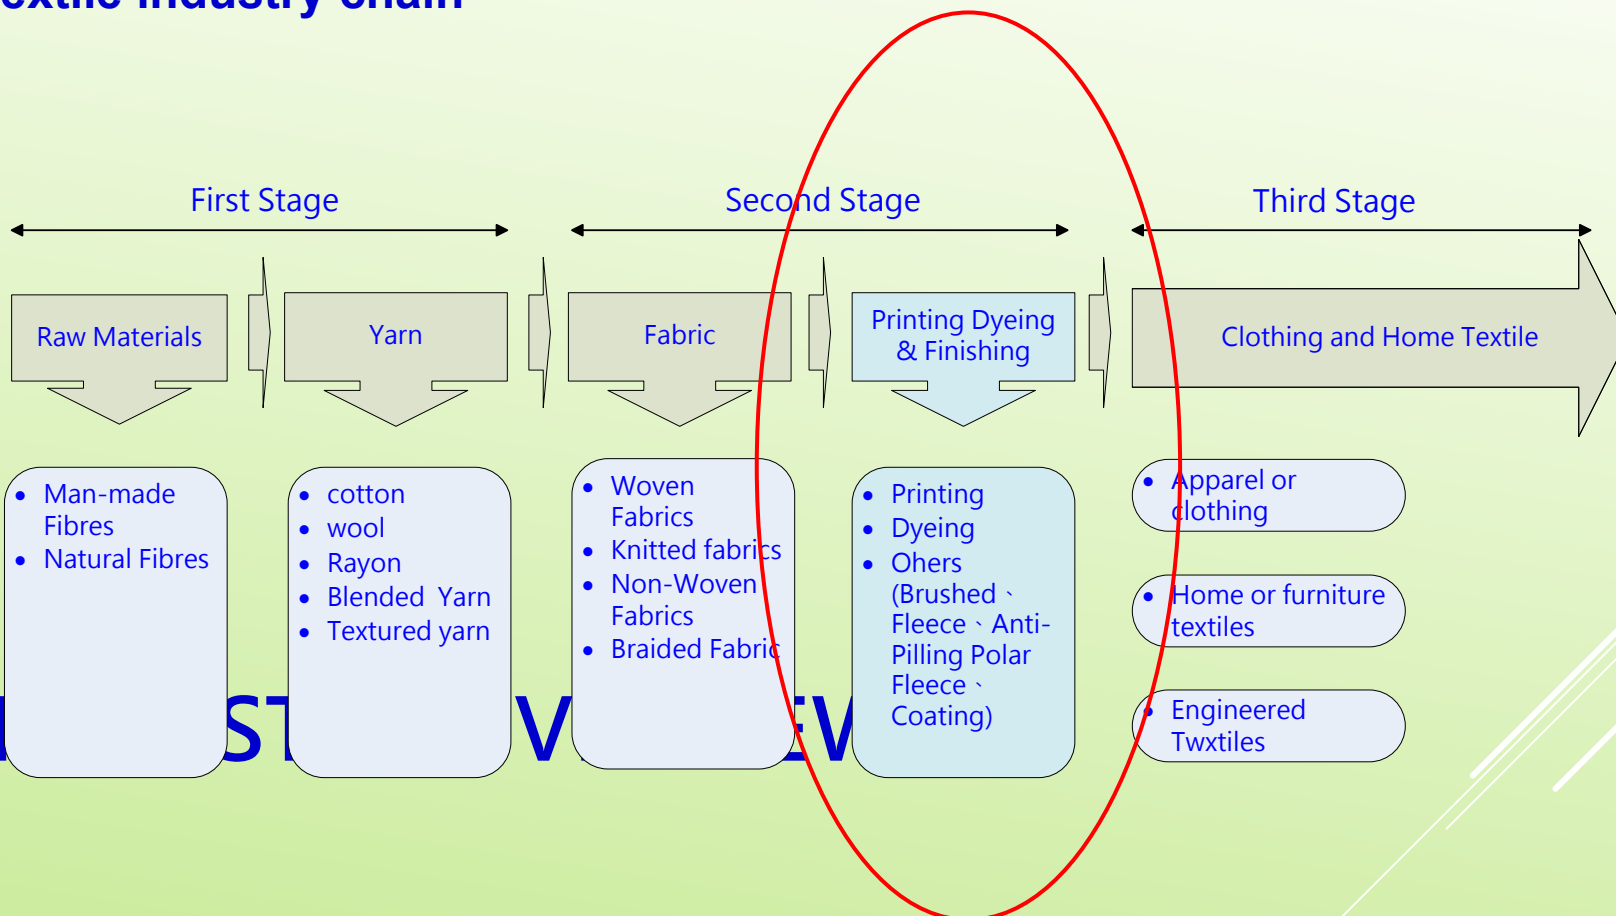 extile industry chain
First Stage
Second Stage
Third Stage
Raw Materials
Yarn
Fabric
Printing Dyeing
& Finishing
Clothing and Home Textile
• Man-made
Fibres
• Natural Fibres
• cotton
• wool
• Rayon
• Blended Yarn
• Textured yarn
• Woven
Fabrics
• Knitted fabrics
• Non-Woven
Fabrics
• Braided Fabric
• Printing
• Dyeing
• Ohers
(Brushed、
Fleece、Anti-
Pilling Polar
Fleece、
Coating)
• Apparel or
clothing
• Home or furniture
textiles
• Engineered
Twxtiles